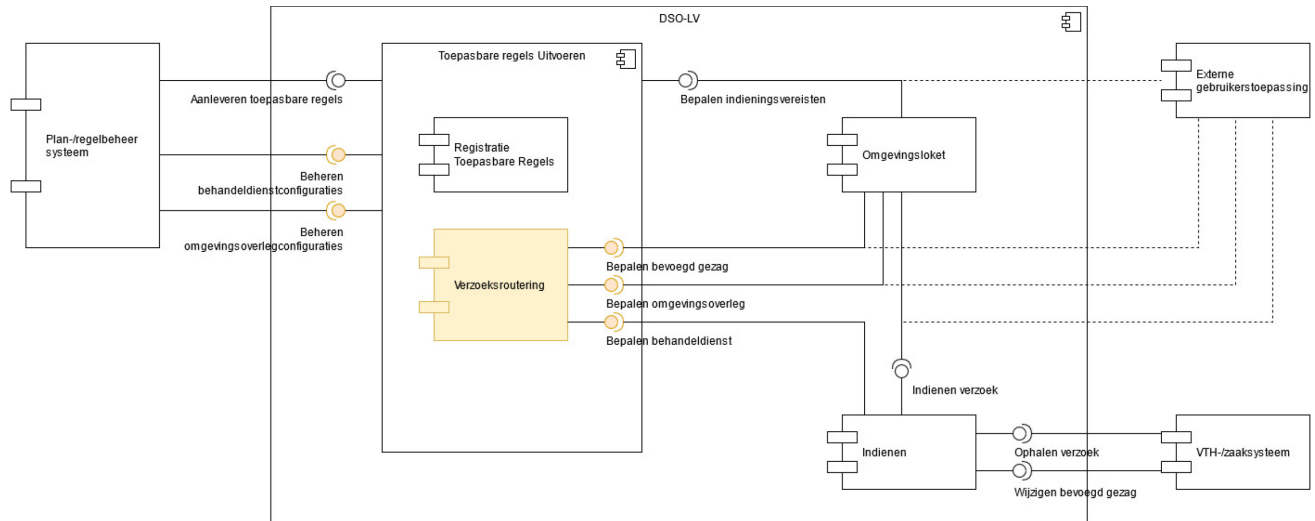 DSO-LV
Toepasbare regels Uitvoeren
Externe
gebruikerstoepassing
Aanleveren toepasbare regels
Bepalen indieningsvereisten
Plan-/regelbeheer
systeem
Registratie
Toepasbare Regels
Omgevingsloket
Beheren
behandeldienstconfiguraties
Beheren
omgevingsoverlegconfiguraties
Bepalen bevoegd gezag
Verzoeksroutering
Bepalen omgevingsoverleg
Bepalen behandeldienst
Indienen verzoek
Indienen
Ophalen verzoek
VTH-/zaaksysteem
Wijzigen bevoegd gezag